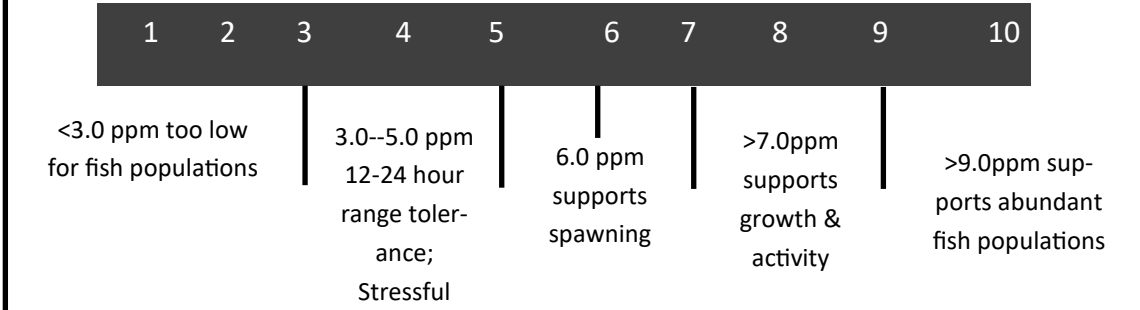 1 2 3 4 5 6 7 8 9 10
<3.0 ppm too low
for fish populations
3.0--5.0 ppm
12-24 hour
range toler-
ance;
Stressful
6.0 ppm
supports
spawning
>7.0ppm
supports
growth &
activity
>9.0ppm sup-
ports abundant
fish populations